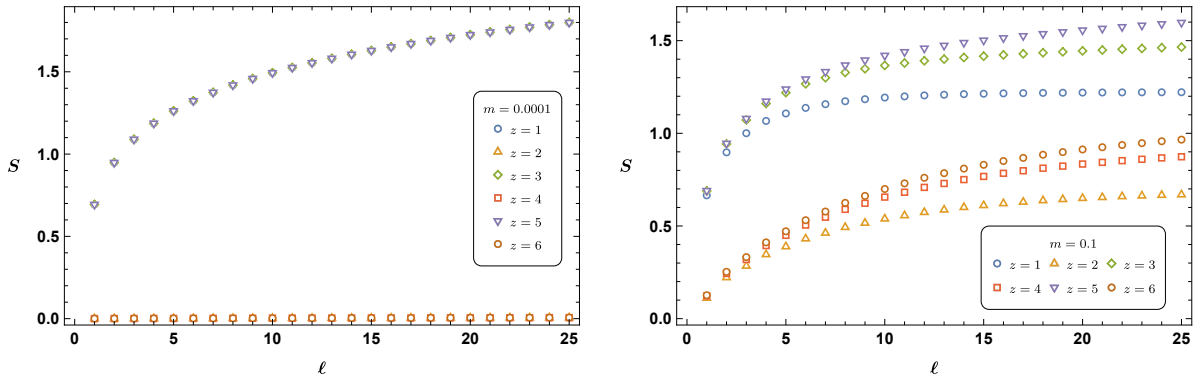 1.5
1.0
0.5
0.0
S
0 5 10 15 20 25
ℓ
m = 0.0001
z = 1
z = 2
z = 3
z = 4
z = 5
z = 6
1.5
1.0
0.5
0.0
S
0 5 10 15 20 25
ℓ
m = 0.1
z = 1 z = 2 z = 3
z = 4 z = 5 z = 6